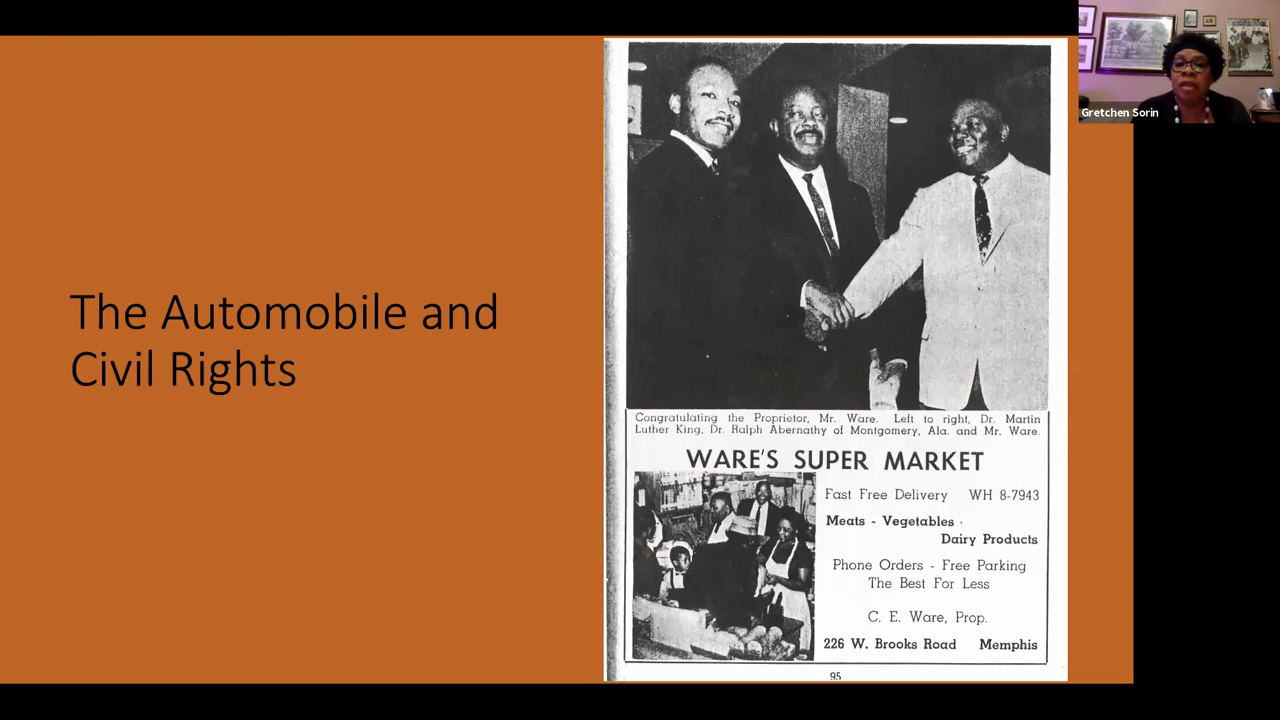 The Automobile and
Civil Rights
Gretchen Sorin
Congratulating the Proprietor, Mr. Ware. Left to right, Dr. Martin
Luther King, Dr. Ralph Abernathy of Montgomery, Ala. and Mr. Ware.
WARE'S SUPER MARKET
Fast Free Delivery WH 8-7943
Meats - Vegetables -
Dairy Products
Phone Orders - Free Parking
The Best For Less
C. E. Ware, Prop.
226 W. Brooks Road Memphis
95